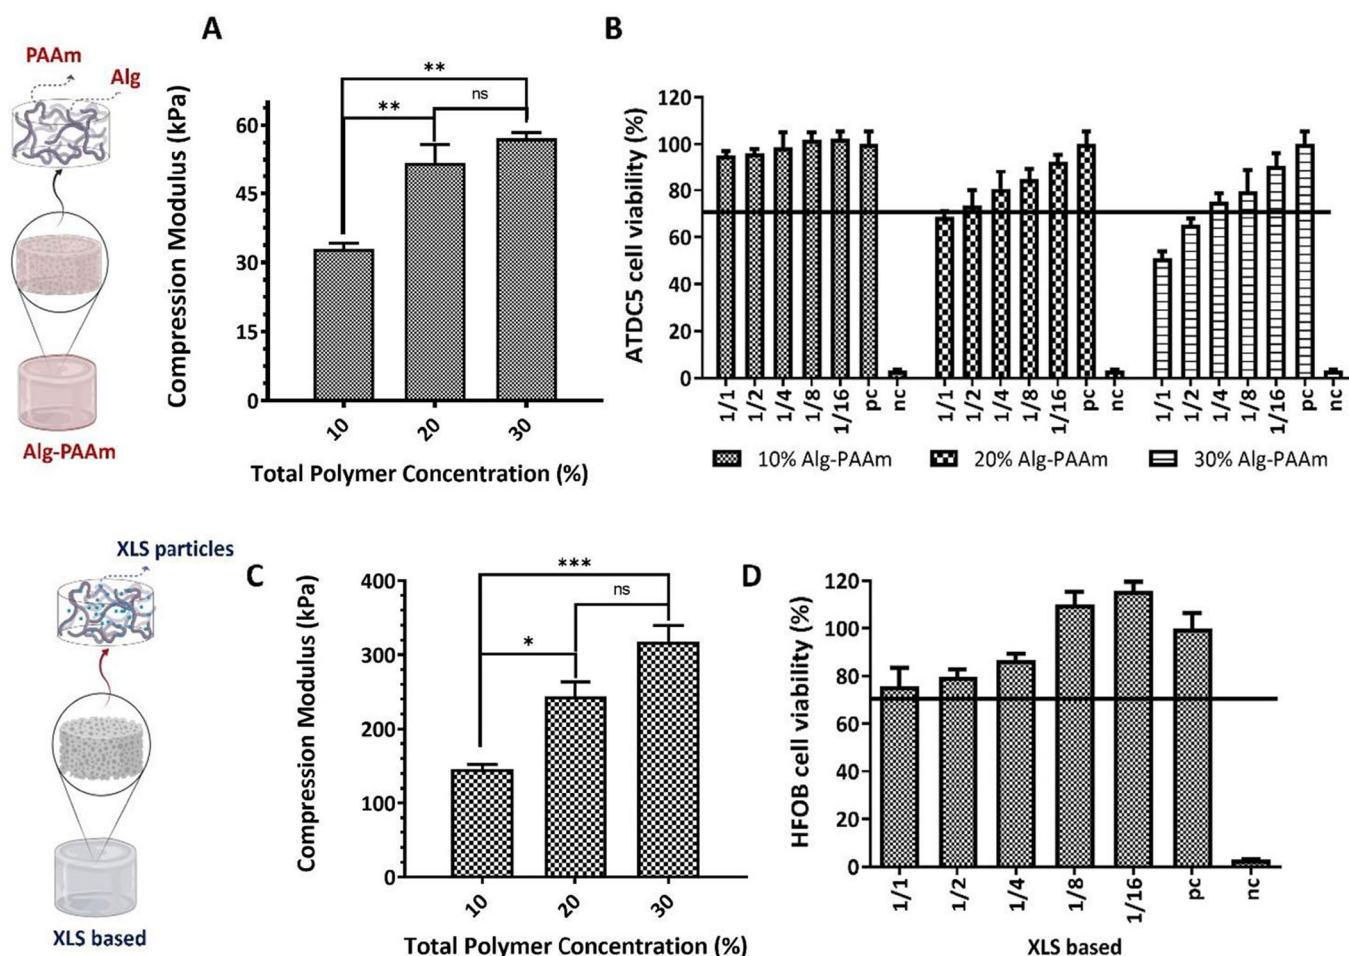 A
PAAm
Alg
Alg-PAAm
Compression Modulus (kPa)
60
45
30
15
0
**
**
ns
10
20
30
Total Polymer Concentration (%)
B
ATDC5 cell viability (%)
120
100
80
60
40
20
0
1/1
1/2
1/4
1/8
1/16
pc
nc
1/1
1/2
1/4
1/8
1/16
pc
nc
1/1
1/2
1/4
1/8
1/16
pc
nc
10% Alg-PAAm
20% Alg-PAAm
30% Alg-PAAm
XLS particles
XLS based
C
Compression Modulus (kPa)
400
300
200
100
0
***
ns
*
10
20
30
Total Polymer Concentration (%)
D
HFOB cell viability (%)
120
100
80
60
40
20
0
1/1
1/2
1/4
1/8
1/16
pc
nc
XLS based